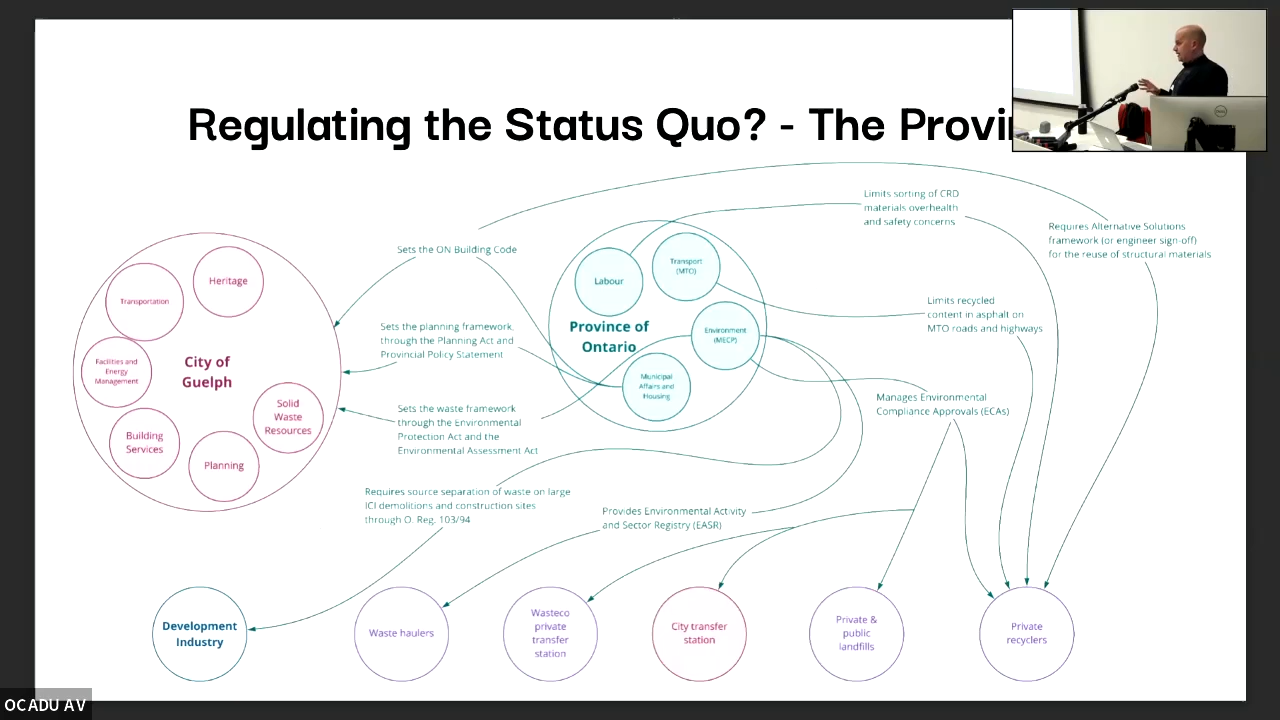 Regulating the Status Quo? - The
Limits sorting of CRD
materials overhealth
and safety concerns
Requires Alternative Solutions
framework (or engineer sign-off)
for the reuse of structural materials
Sets the ON Building Code
Heritage
Transportation
Labour
Transport
(MTO)
Limits recycled
content in asphalt on
MTO roads and highways
Sets the planning framework,
through the Planning Act and
Provincial Policy Statement
Province of
Ontario
Environment
(MECP)
Facilities and
Energy
Management
City of
Guelph
Municipal
Affairs and
Housing
Manages Environmental
Compliance Approvals (ECAs)
Solid
Waste
Resources
Sets the waste framework
through the Environmental
Protection Act and the
Environmental Assessment Act
Building
Services
Planning
Requires source separation of waste on large
ICI demolitions and construction sites
through O. Reg. 103/94
Provides Environmental Activity
and Sector Registry (EASR)
Development
Industry
Waste haulers
Wasteco
private
transfer
station
City transfer
station
Private &
public
landfills
Private
recyclers
OCADU AV